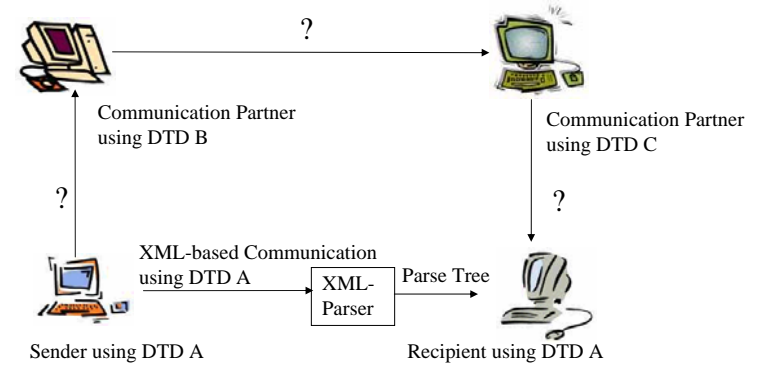 ?
Communication Partner
using DTD B
Communication Partner
using DTD C
?
?
XML-based Communication
using DTD A
XML-
Parser
Parse Tree
Sender using DTD A
Recipient using DTD A